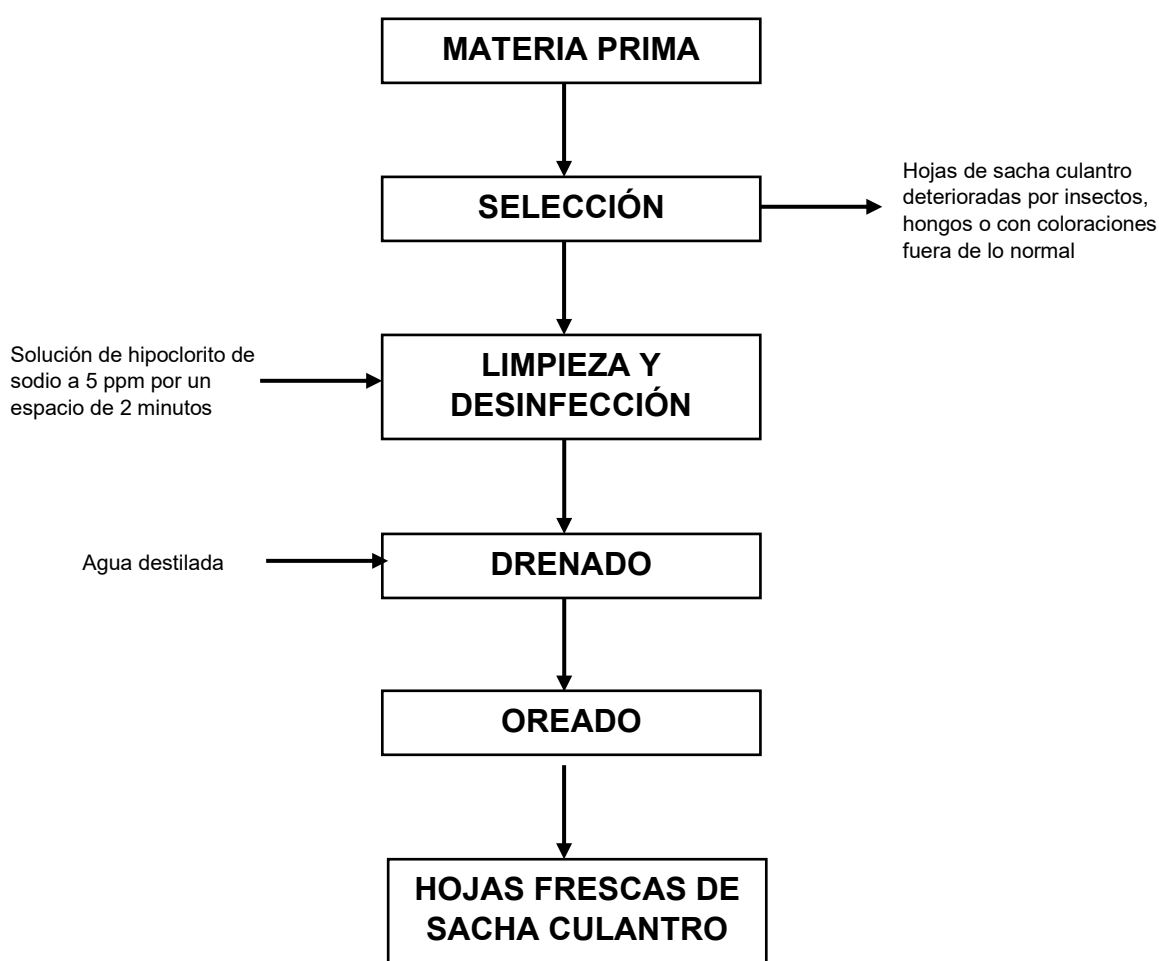 MATERIA PRIMA
SELECCIÓN
Hojas de sacha culantro
deterioradas por insectos,
hongos o con coloraciones
fuera de lo normal
Solución de hipoclorito de
sodio a 5 ppm por un
espacio de 2 minutos
LIMPIEZA Y
DESINFECCIÓN
Agua destilada
DRENADO
OREADO
HOJAS FRESCAS DE
SACHA CULANTRO